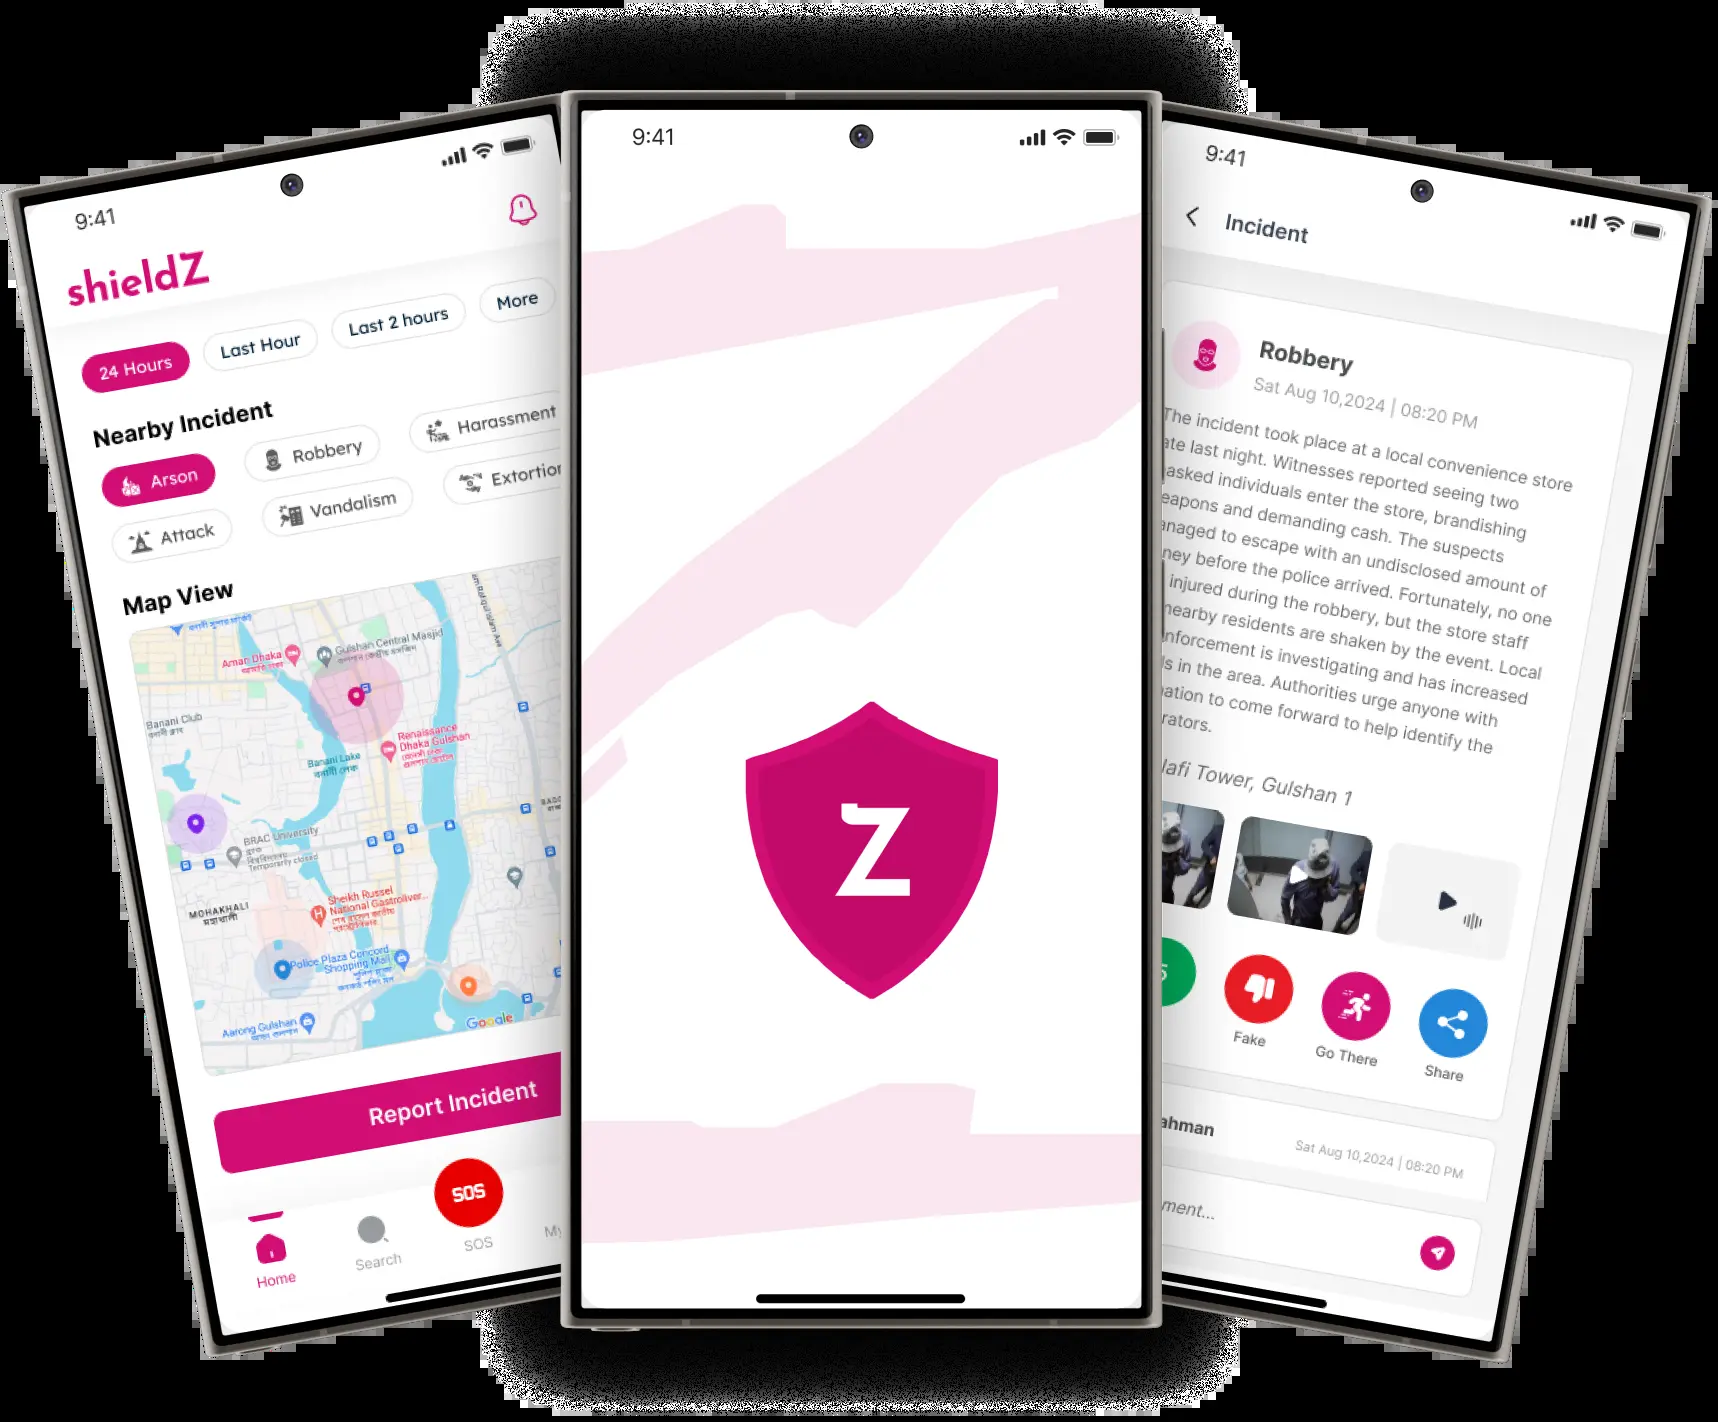 9:41
shieldZ
24 Hours
Last Hour
Last 2 hours
More
Nearby Incident
Arson
Robbery
Harassment
Attack
Vandalism
Extortion
Map View
Amar Dhaka
Gulshan Central Masjid
Banani Club
বনানী ক্লাব
Renaissance
Dhaka Gulshan
Banani Lake
বনানী লেক
BRAC University
Temporarily closed
MOHAKHALI
মহাখালী
Sheikh Russel
National Gastroliver...
Police Plaza Concord
Shopping Mall
Aarong Gulshan
Google
Report Incident
SOS
Home
Search
SOS
My
9:41
Z
9:41
Incident
Robbery
Sat Aug 10,2024 | 08:20 PM
The incident took place at a local convenience store
ate last night. Witnesses reported seeing two
asked individuals enter the store, brandishing
eapons and demanding cash. The suspects
anaged to escape with an undisclosed amount of
ney before the police arrived. Fortunately, no one
injured during the robbery, but the store staff
nearby residents are shaken by the event. Local
nforcement is investigating and has increased
ls in the area. Authorities urge anyone with
ation to come forward to help identify the
rators.
lafi Tower, Gulshan 1
Fake
Go There
Share
ahman
Sat Aug 10,2024 | 08:20 PM
ment...